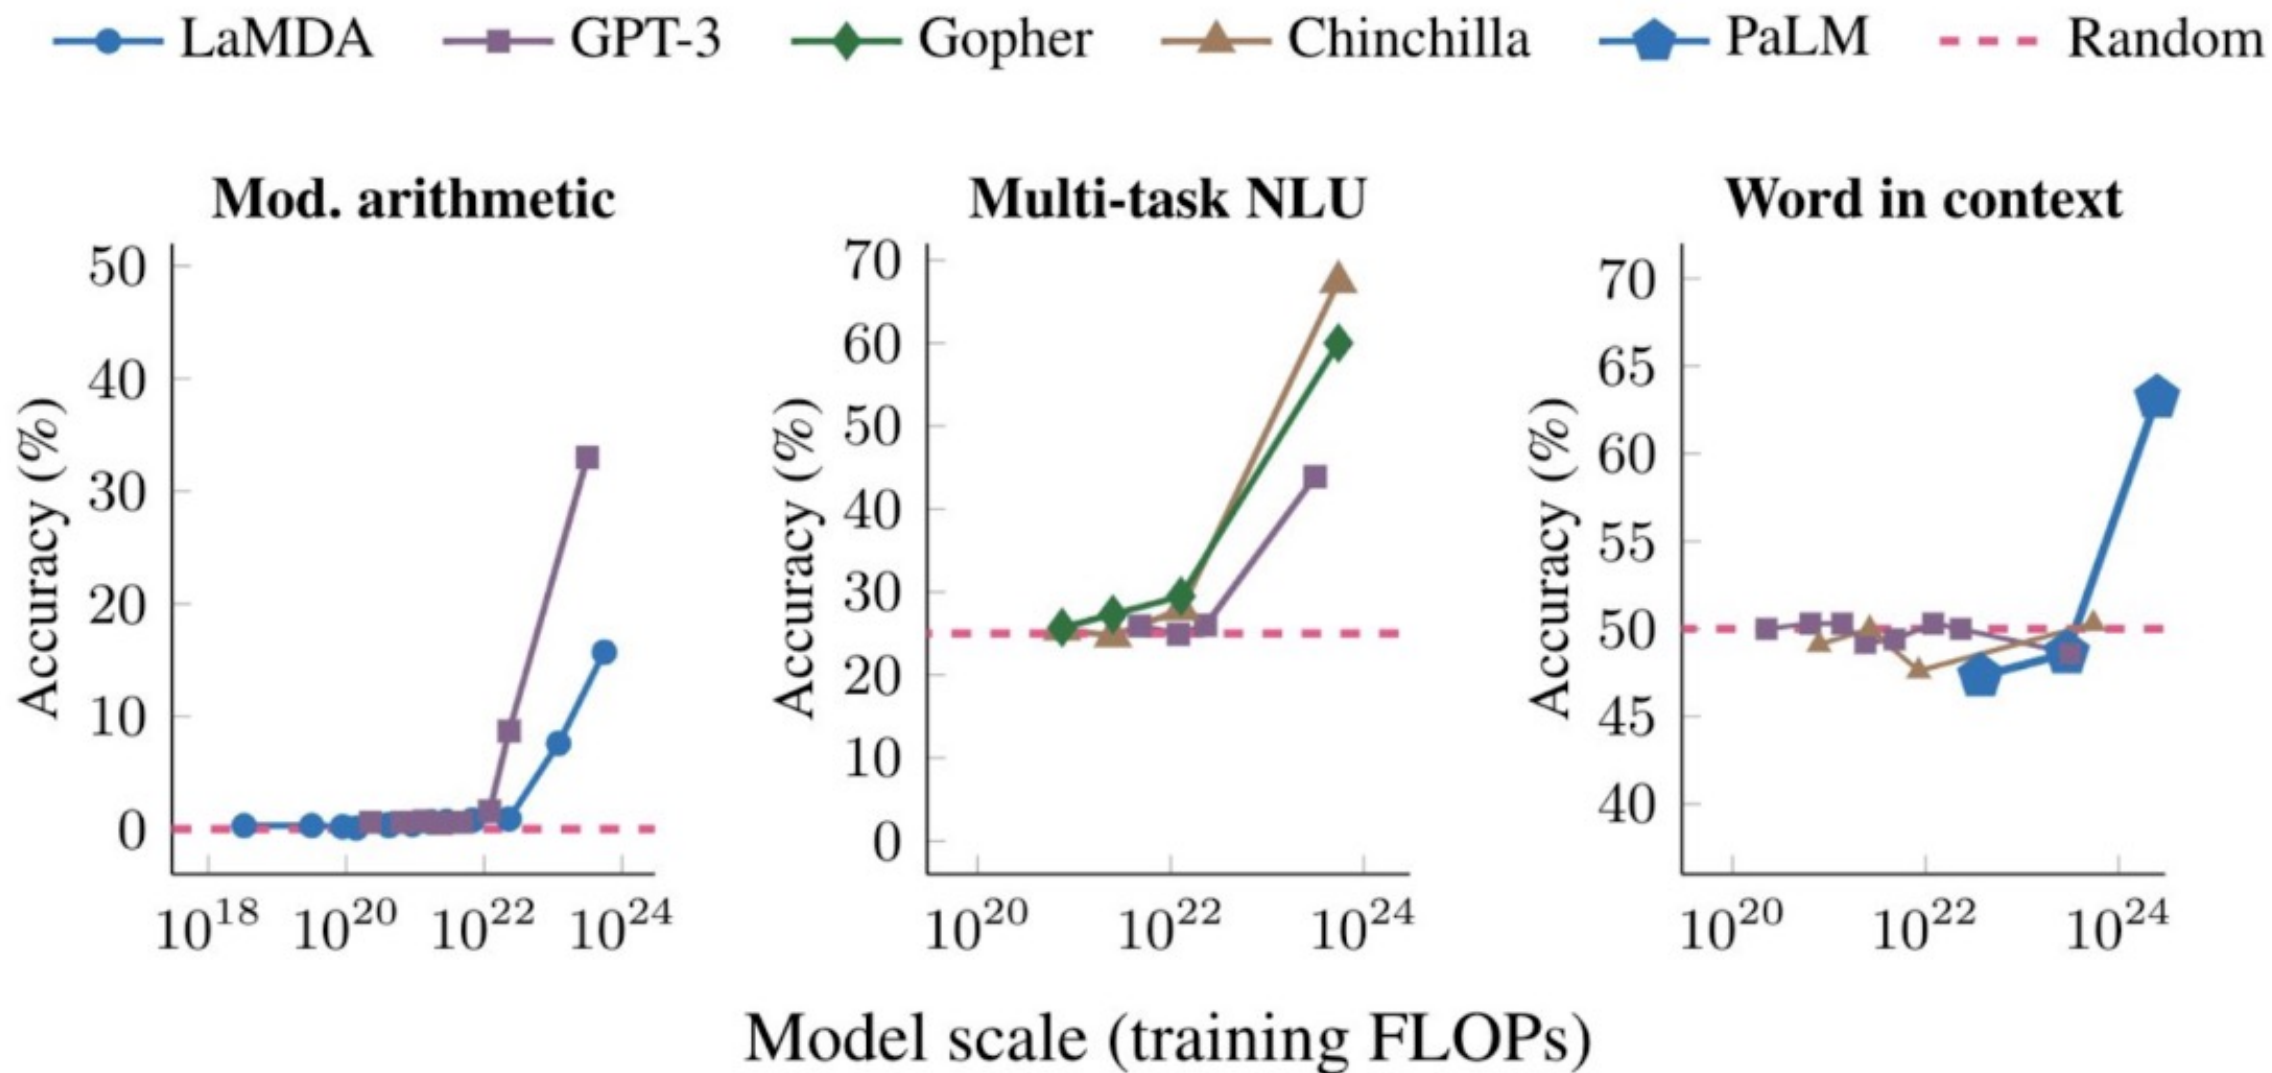 LaMDA GPT-3 Gopher Chinchilla PaLM Random
Mod. arithmetic
Accuracy (%)
50
40
30
20
10
0
10^18 10^20 10^22 10^24
Multi-task NLU
Accuracy (%)
70
60
50
40
30
20
10
0
10^20 10^22 10^24
Word in context
Accuracy (%)
70
65
60
55
50
45
40
10^20 10^22 10^24
Model scale (training FLOPs)